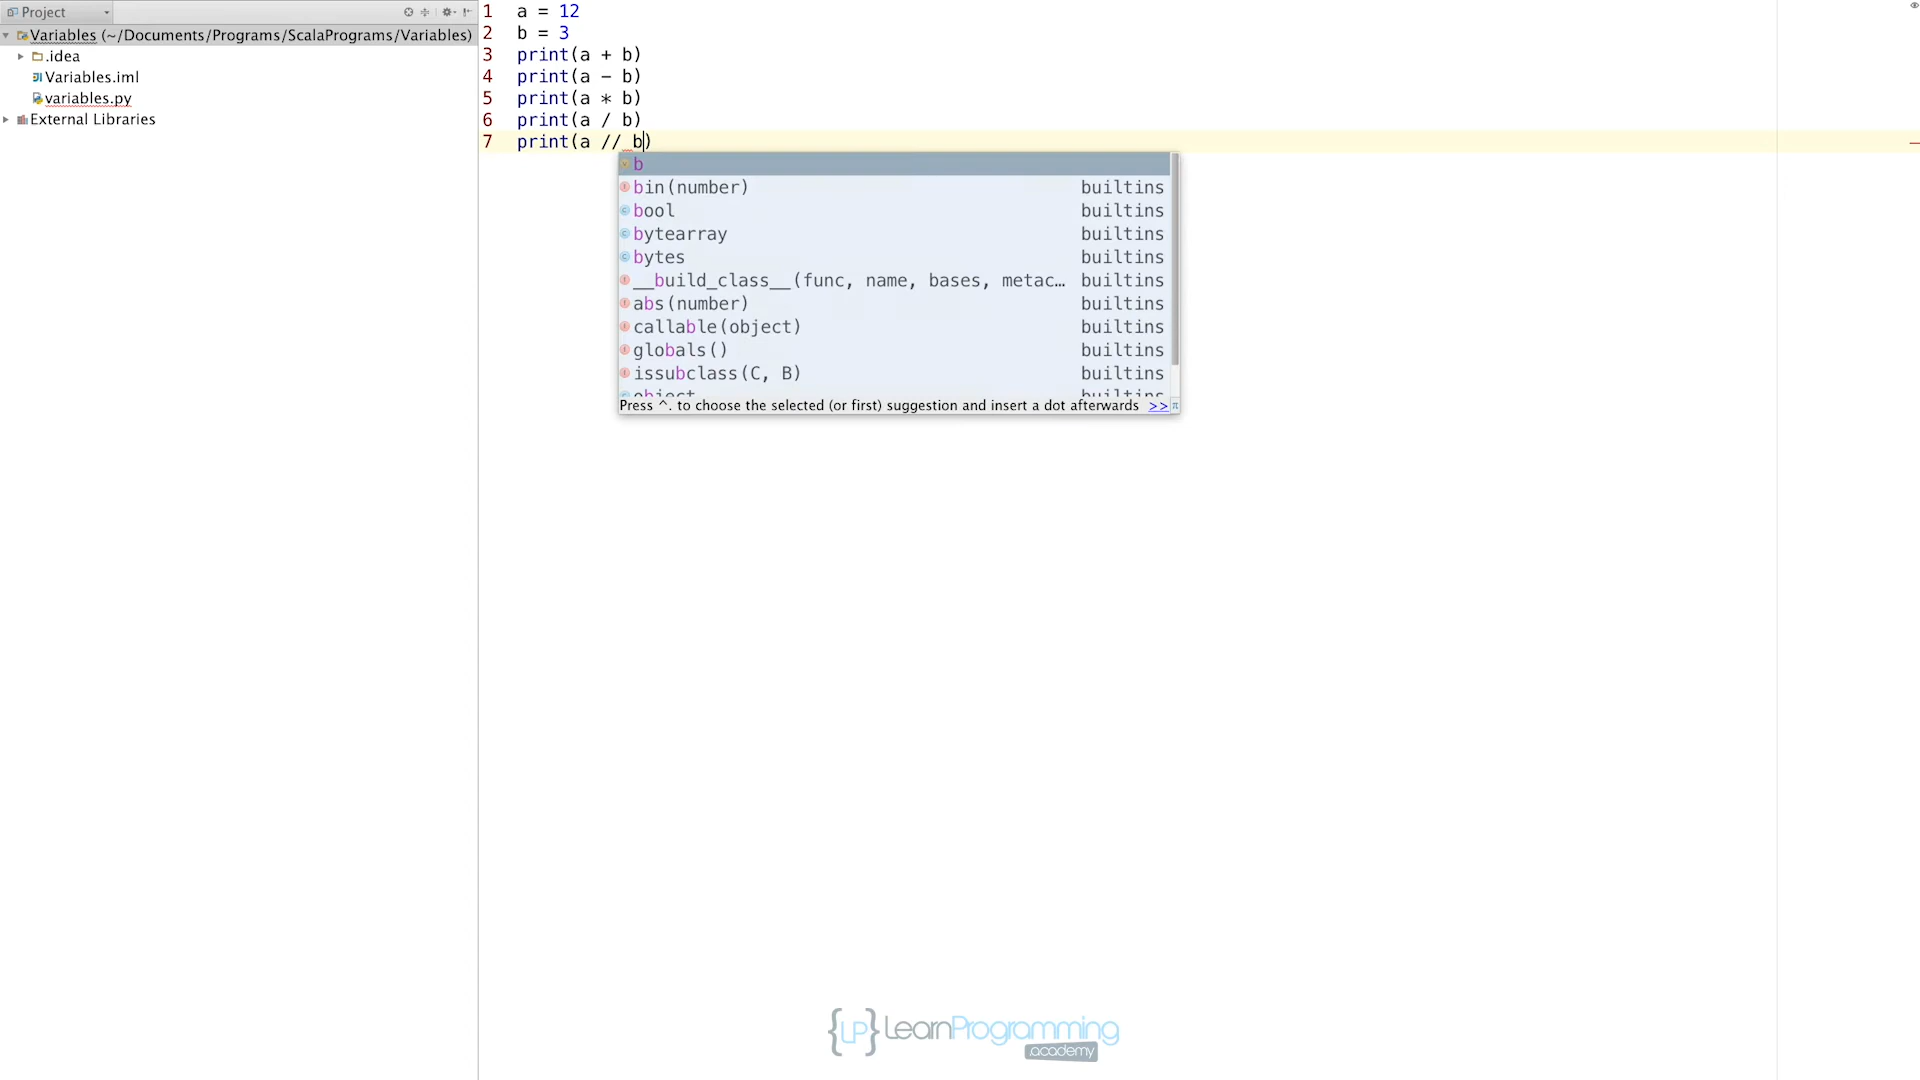 Project
Variables (~/Documents/Programs/ScalaPrograms/Variables)
.idea
Variables.iml
variables.py
External Libraries
1 a = 12
2 b = 3
3 print(a + b)
4 print(a - b)
5 print(a * b)
6 print(a / b)
7 print(a // b)
b
bin(number) builtins
bool builtins
bytearray builtins
bytes builtins
__build_class__(func, name, bases, metac… builtins
abs(number) builtins
callable(object) builtins
globals() builtins
issubclass(C, B) builtins
object builtins
Press ^. to choose the selected (or first) suggestion and insert a dot afterwards >> π
{LP} LearnProgramming
.academy